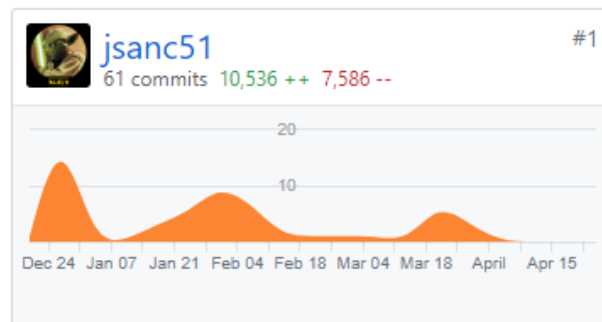 jsanc51
#1
61 commits 10,536 ++ 7,586 --
20
10
Dec 24 Jan 07 Jan 21 Feb 04 Feb 18 Mar 04 Mar 18 April Apr 15